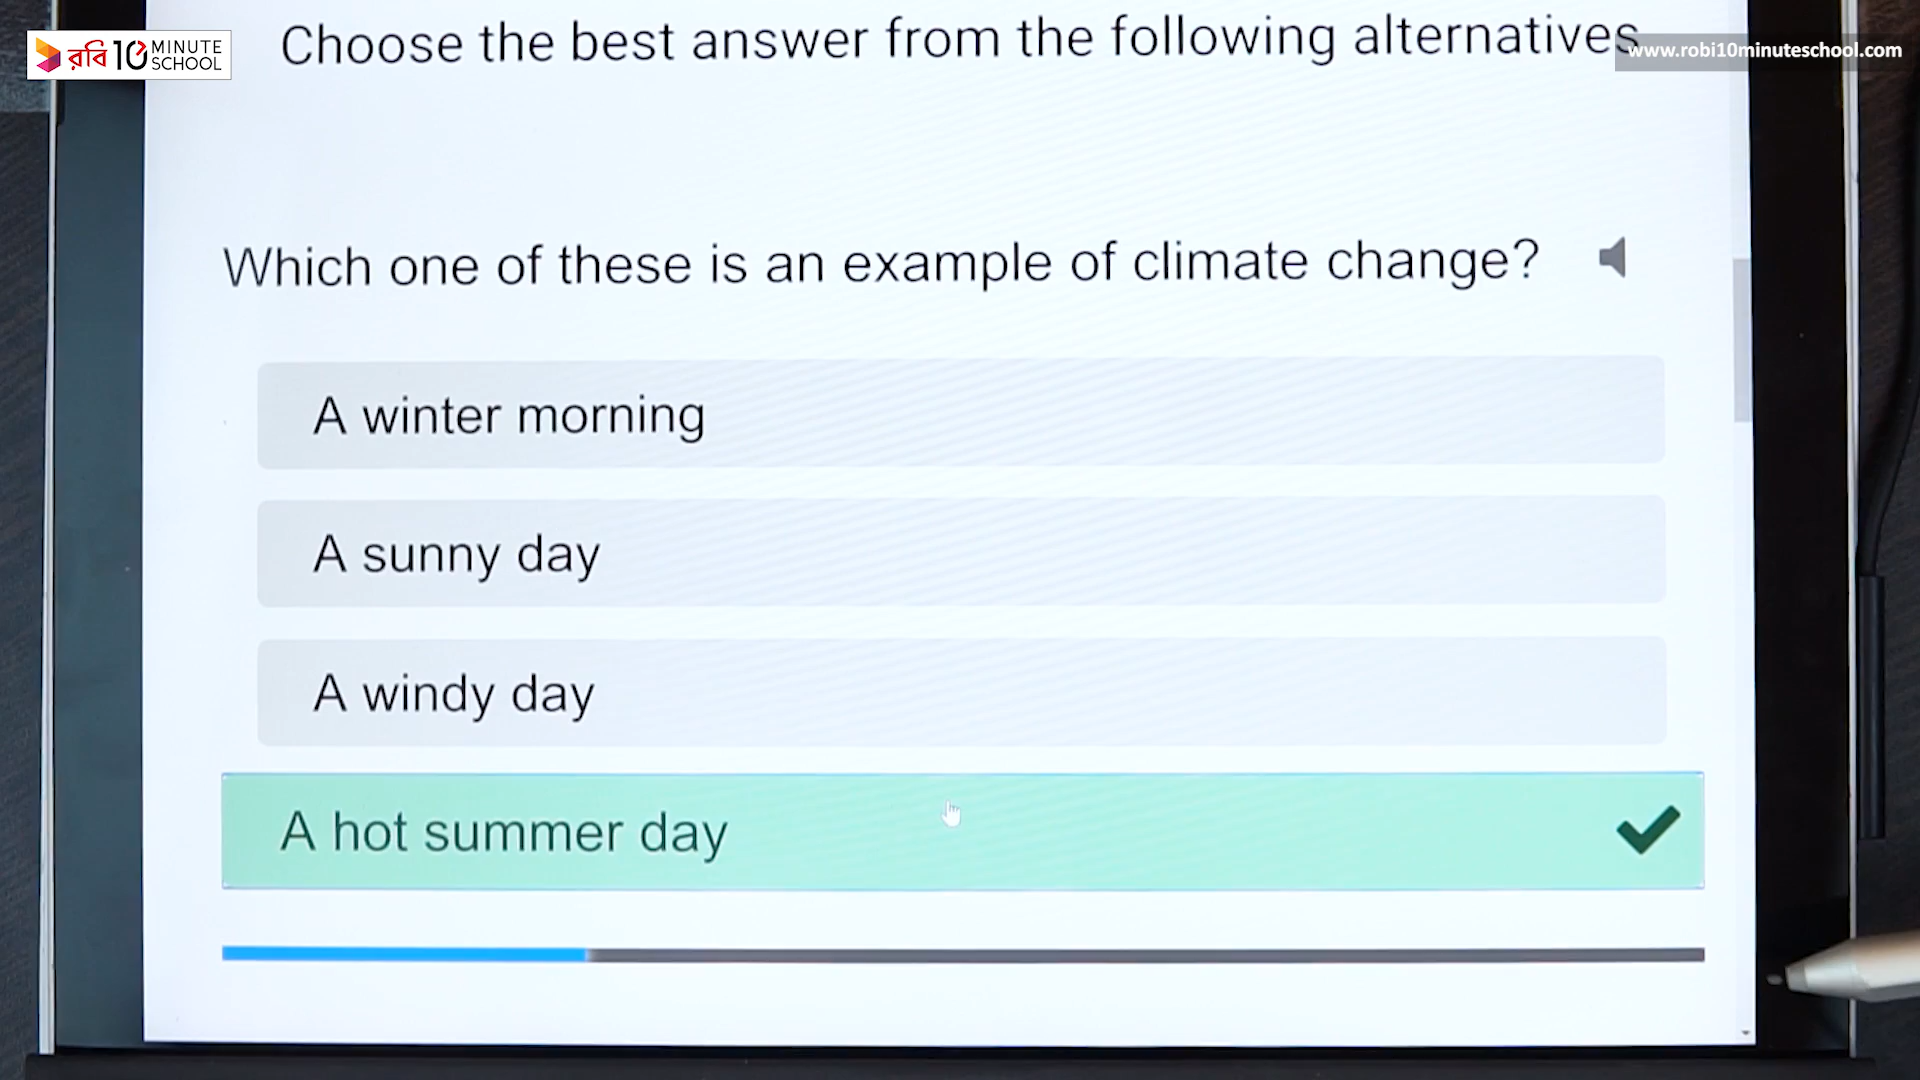 রবি 10 MINUTE SCHOOL
www.robi10minuteschool.com
Choose the best answer from the following alternatives
Which one of these is an example of climate change?
A winter morning
A sunny day
A windy day
A hot summer day